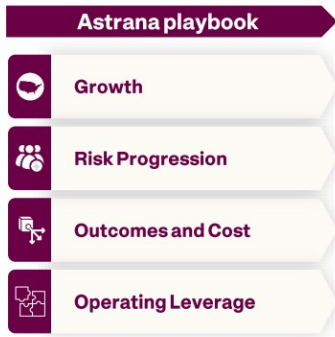 Astrana playbook
Growth
Risk Progression
Outcomes and Cost
Operating Leverage